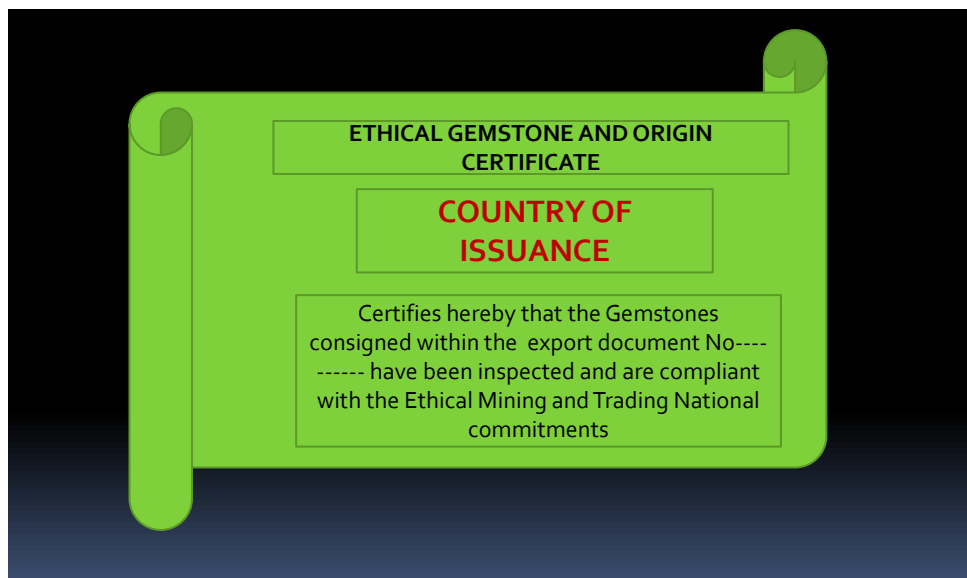 ETHICAL GEMSTONE AND ORIGIN
CERTIFICATE
COUNTRY OF
ISSUANCE
Certifies hereby that the Gemstones
consigned within the export document No----
------ have been inspected and are compliant
with the Ethical Mining and Trading National
commitments